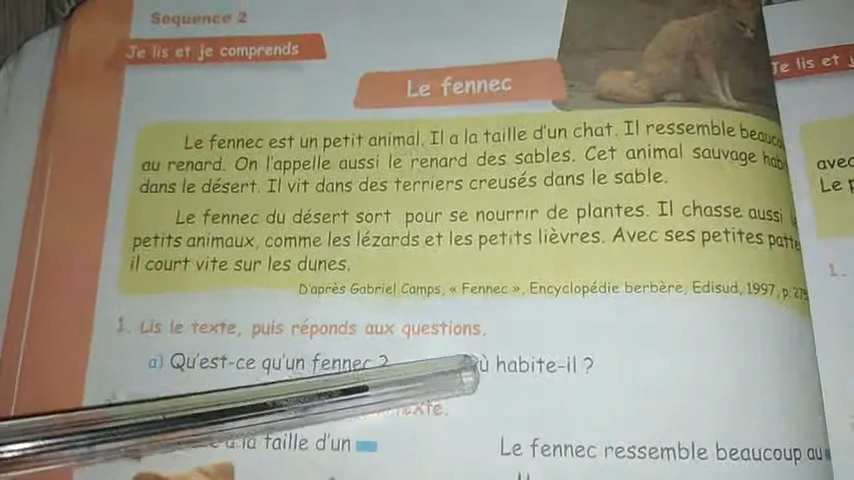 Séquence 2
Je lis et je comprends
Le fennec
Je lis et
Le fennec est un petit animal. Il a la taille d'un chat. Il ressemble
au renard. On l'appelle aussi le renard des sables. Cet animal sauvage
dans le désert. Il vit dans des terriers creusés dans le sable.
Le fennec du désert sort pour se nourrir de plantes. Il chasse aussi
petits animaux, comme les lézards et les petits lièvres. Avec ses petites
il court vite sur les dunes.
D'après Gabriel Camps, « Fennec », Encyclopédie berbère, Edisud, 1997, p.
avec
Le
1.
1. Lis le texte, puis réponds aux questions.
a) Qu'est-ce qu'un fennec ? habite-il ?
la taille d'un
Le fennec ressemble beaucoup au